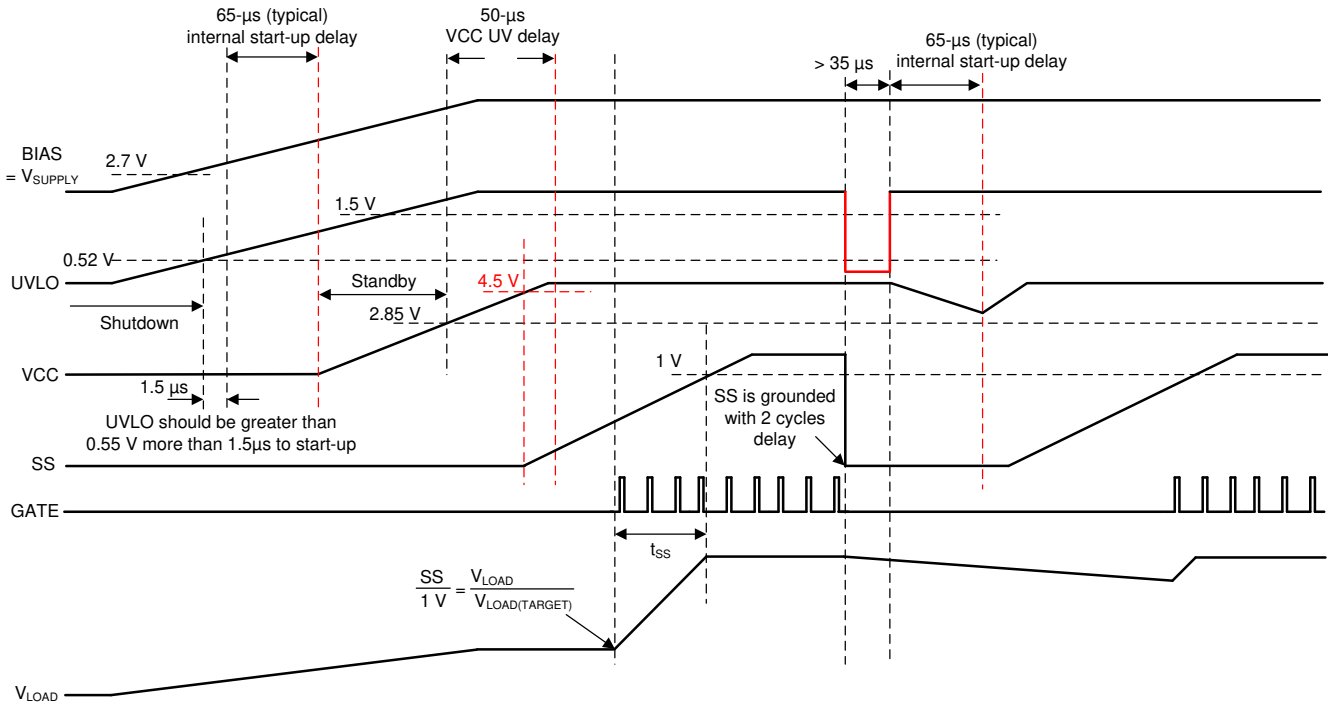 65-µs (typical)
internal start-up delay
50-µs
VCC UV delay
> 35 µs
65-µs (typical)
internal start-up delay
BIAS
= VSUPPLY
2.7 V
1.5 V
0.52 V
UVLO
Standby
4.5 V
Shutdown
2.85 V
VCC
1 V
1.5 µs
SS is grounded
with 2 cycles
delay
UVLO should be greater than
0.55 V more than 1.5µs to start-up
SS
GATE
tSS
SS
1 V
=
VLOAD
VLOAD(TARGET)
VLOAD